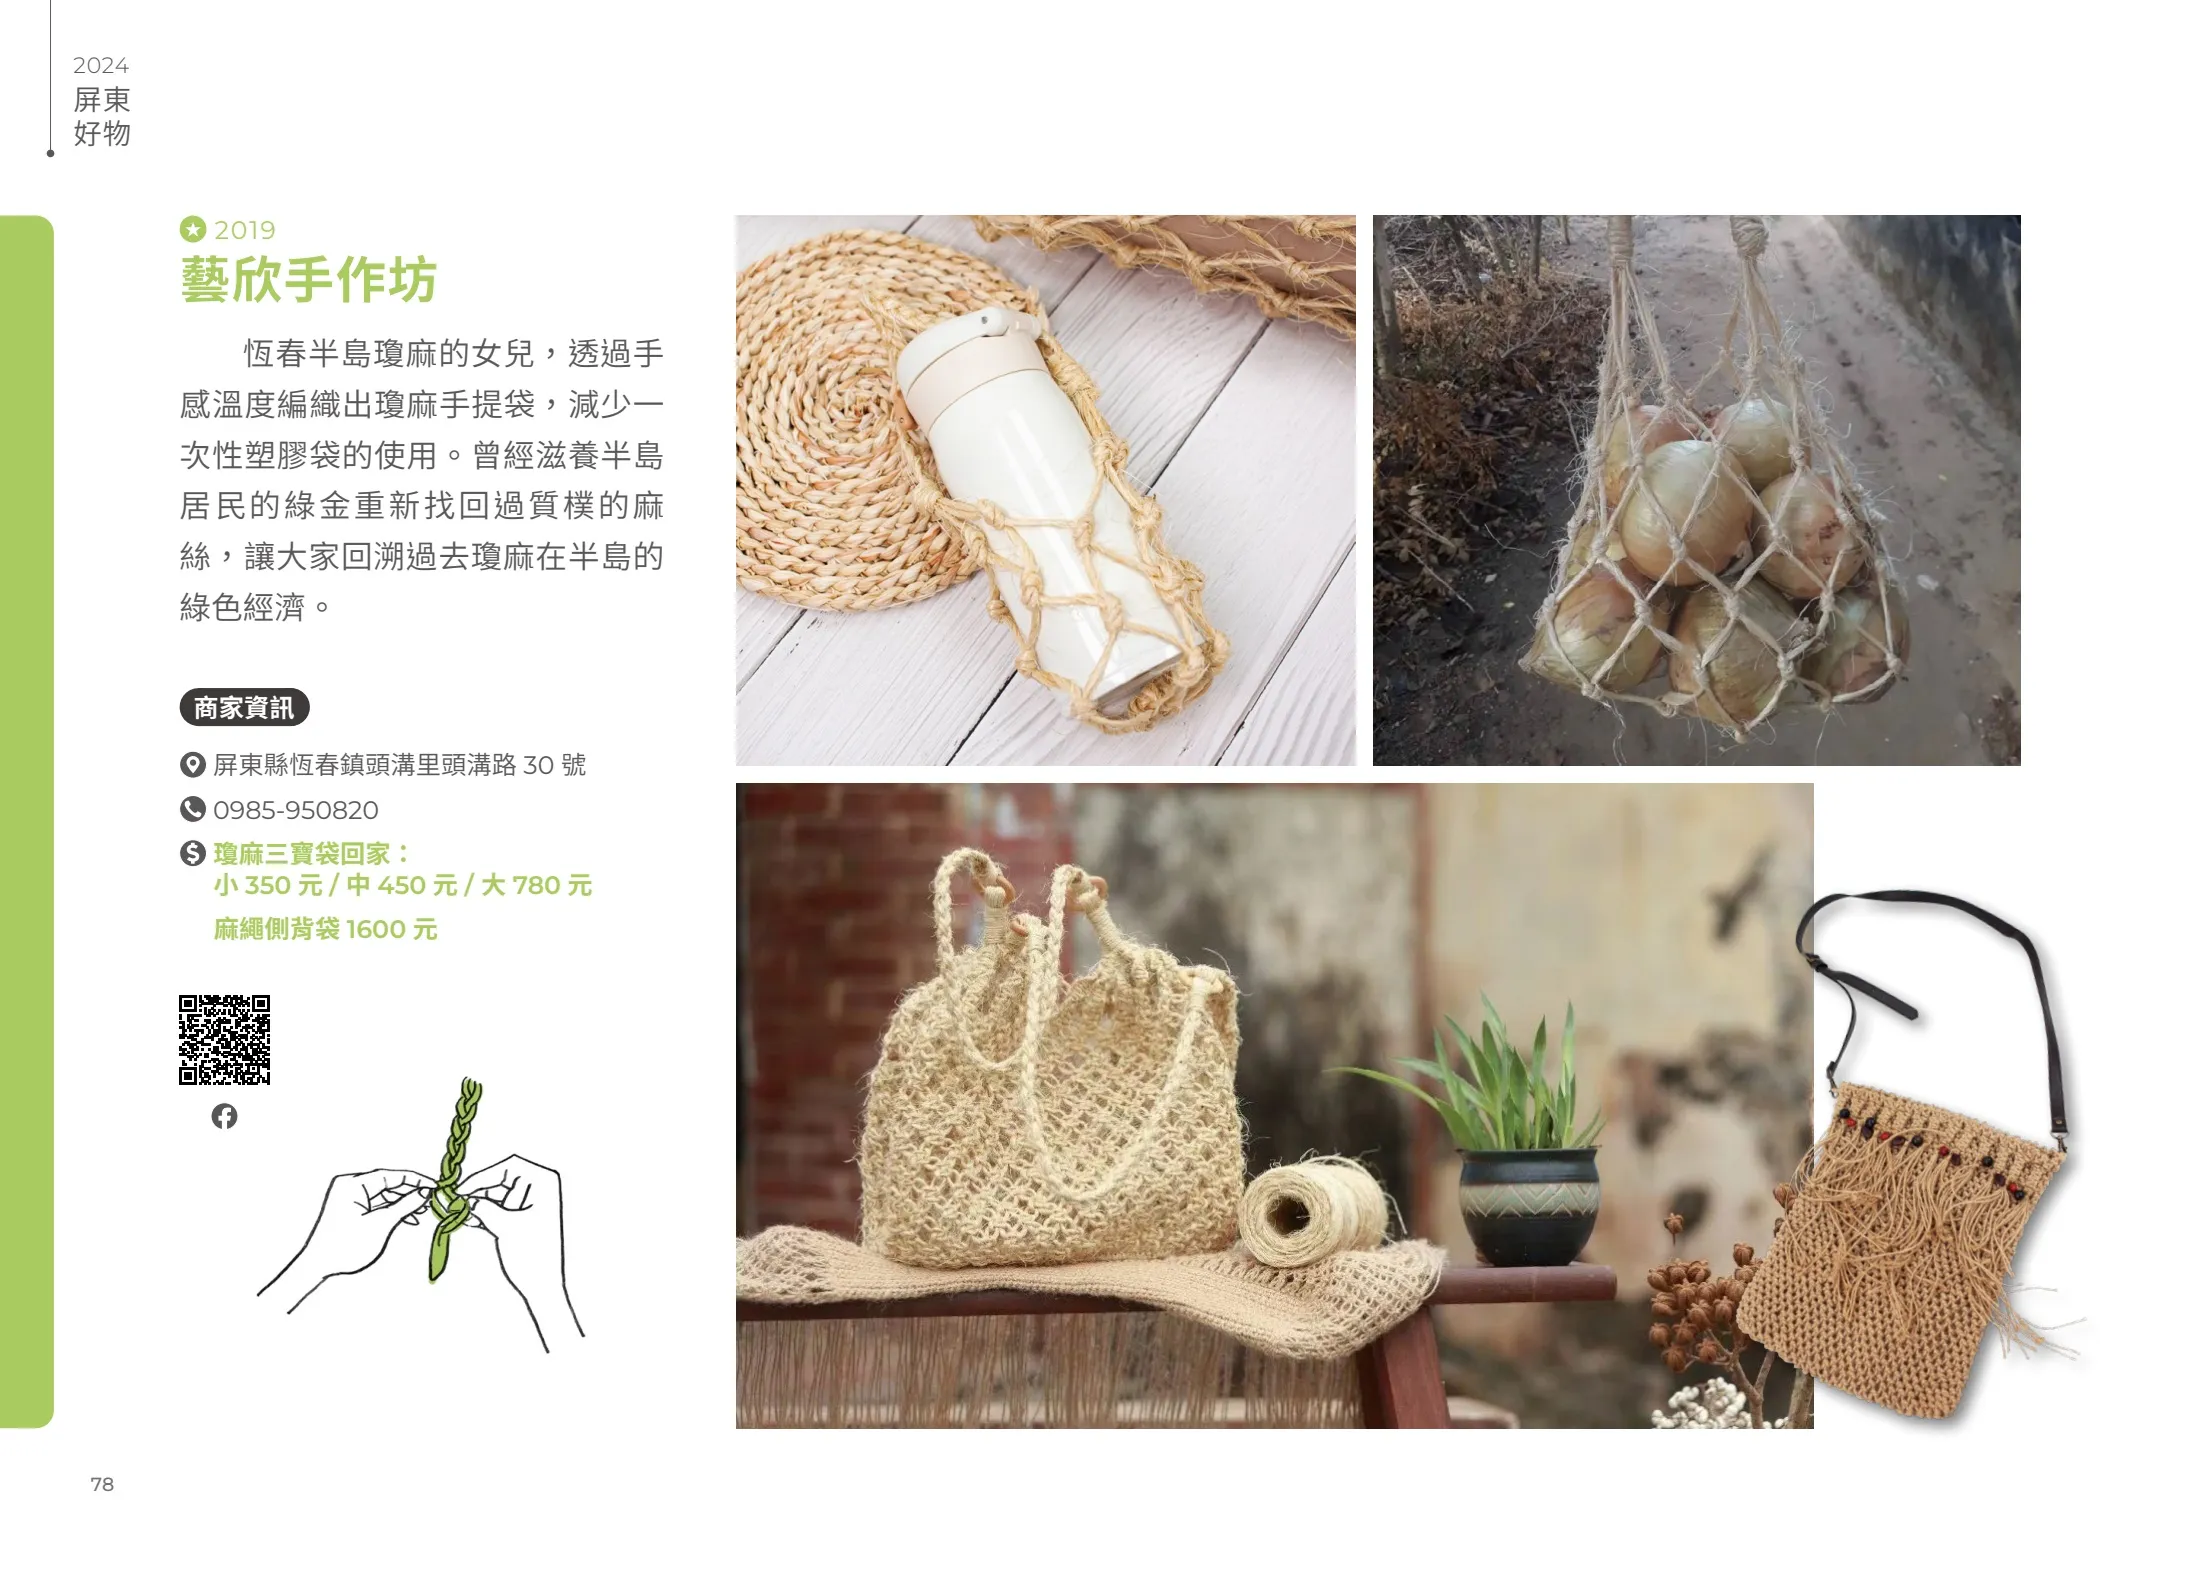 2024
屏東
好物
2019
藝欣手作坊
恆春半島瓊麻的女兒，透過手
感溫度編織出瓊麻手提袋，減少一
次性塑膠袋的使用。曾經滋養半島
居民的綠金重新找回過質樸的麻
絲，讓大家回溯過去瓊麻在半島的
綠色經濟。
商家資訊
屏東縣恆春鎮頭溝里頭溝路 30 號
0985-950820
瓊麻三寶袋回家：
小 350 元 / 中 450 元 / 大 780 元
麻繩側背袋 1600 元
78